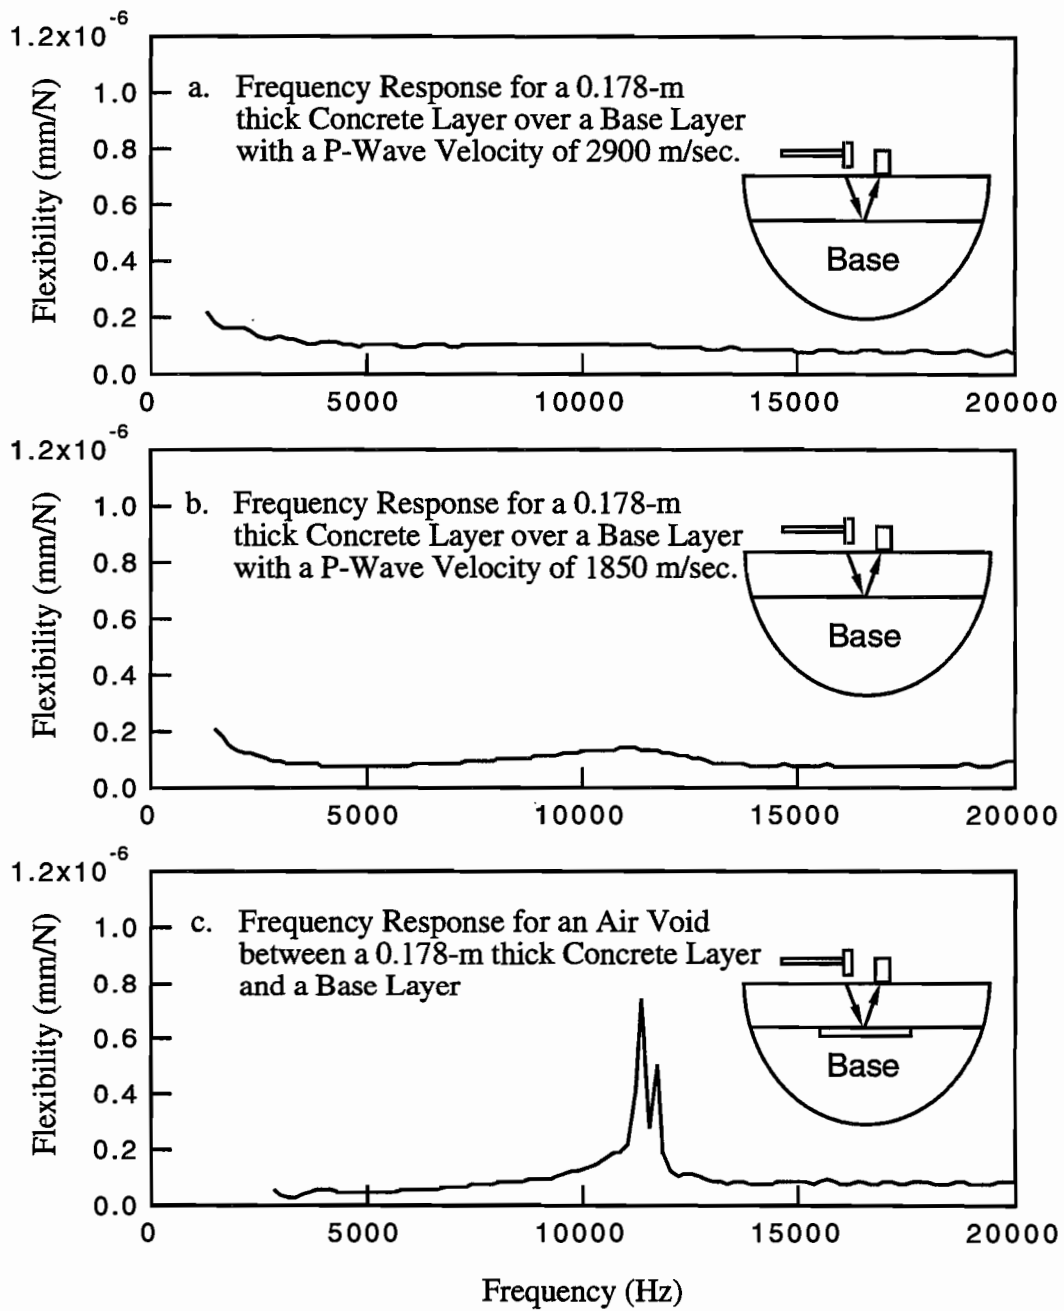 1.2x10-6
1.0
0.8
0.6
0.4
0.2
0.0
Flexibility (mm/N)
a. Frequency Response for a 0.178-m
thick Concrete Layer over a Base Layer
with a P-Wave Velocity of 2900 m/sec.
Base
0 5000 10000 15000 20000
1.2x10-6
1.0
0.8
0.6
0.4
0.2
0.0
Flexibility (mm/N)
b. Frequency Response for a 0.178-m
thick Concrete Layer over a Base Layer
with a P-Wave Velocity of 1850 m/sec.
Base
0 5000 10000 15000 20000
1.2x10-6
1.0
0.8
0.6
0.4
0.2
0.0
Flexibility (mm/N)
c. Frequency Response for an Air Void
between a 0.178-m thick Concrete Layer
and a Base Layer
Base
0 5000 10000 15000 20000
Frequency (Hz)